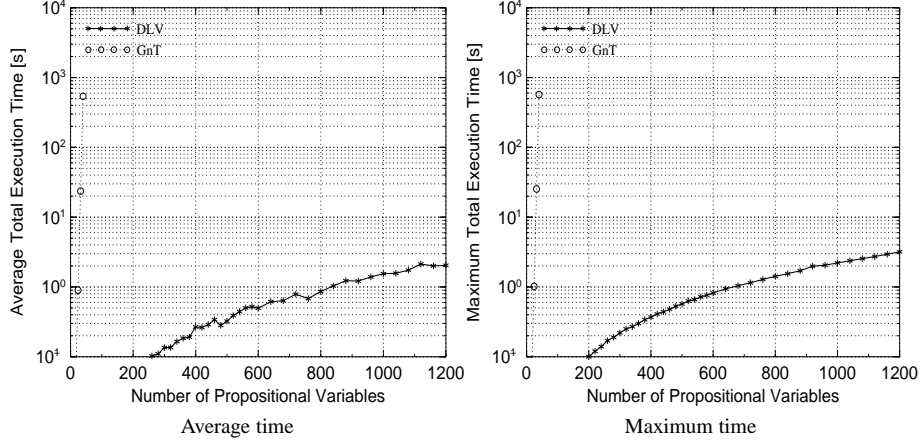 Average Total Execution Time [s]
10⁴
10³
10²
10¹
10⁰
10⁴
DLV
GnT
0 200 400 600 800 1000 1200
Number of Propositional Variables
Average time
Maximum Total Execution Time [s]
10⁴
10³
10²
10¹
10⁰
10⁴
DLV
GnT
0 200 400 600 800 1000 1200
Number of Propositional Variables
Maximum time